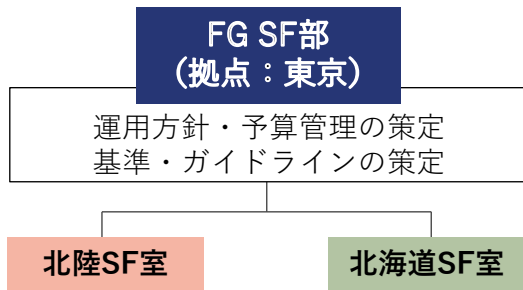 FG SF部
(拠点：東京)
運用方針・予算管理の策定
基準・ガイドラインの策定
北陸SF室
北海道SF室